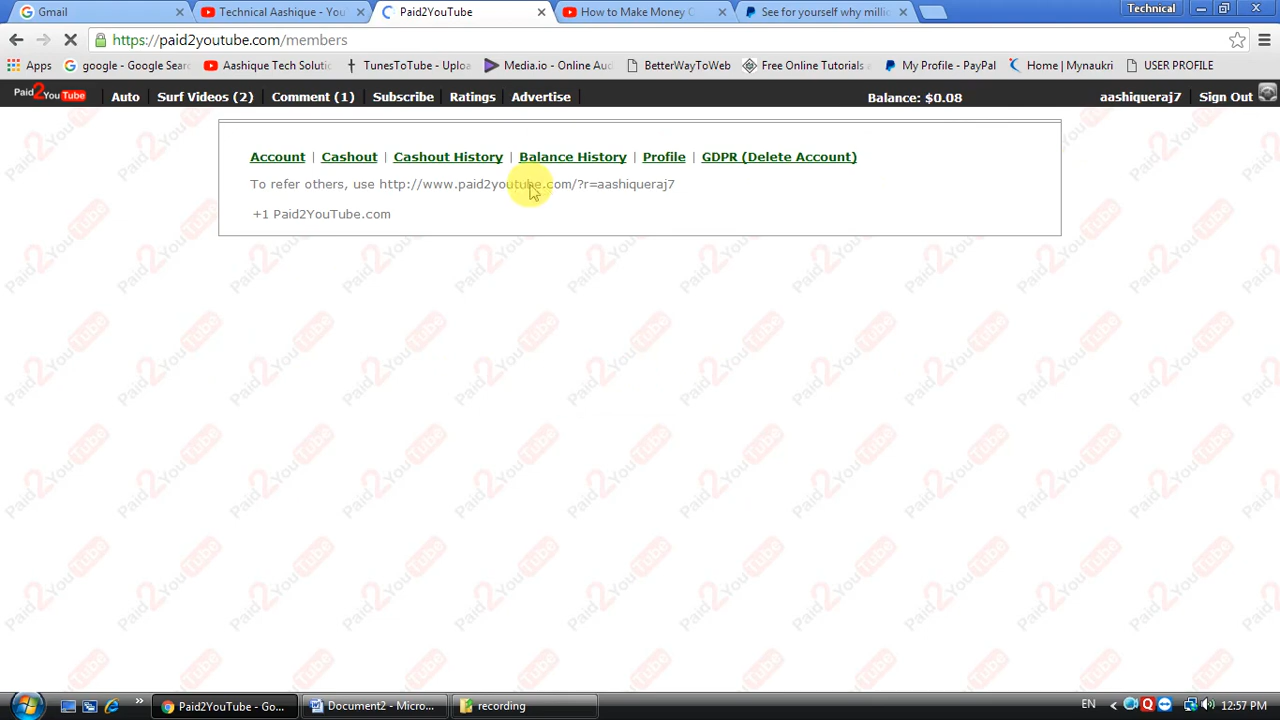 Gmail
Technical Aashique - You
Paid2YouTube
How to Make Money O
See for yourself why milli
Technical
https://paid2youtube.com/members
Apps
google - Google Sear
Aashique Tech Solutio
TunesToTube - Uploa
Media.io - Online Aud
BetterWayToWeb
Free Online Tutorials a
My Profile - PayPal
Home | Mynaukri
USER PROFILE
Paid2YouTube
Auto
Surf Videos (2)
Comment (1)
Subscribe
Ratings
Advertise
Balance: $0.08
aashiqueraj7
Sign Out
Account | Cashout | Cashout History | Balance History | Profile | GDPR (Delete Account)
To refer others, use http://www.paid2youtube.com/?r=aashiqueraj7
+1 Paid2YouTube.com
Paid2YouTube - Go...
Document2 - Micro...
recording
EN
12:57 PM